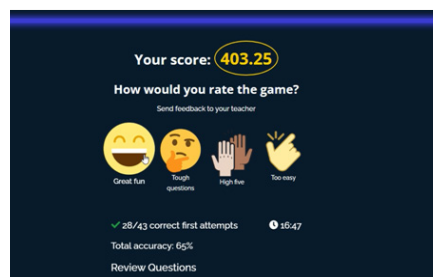 Your score: 403.25
How would you rate the game?
Send feedback to your teacher
Great fun
Tough questions
High five
Too easy
28/43 correct first attempts
16:47
Total accuracy: 65%
Review Questions